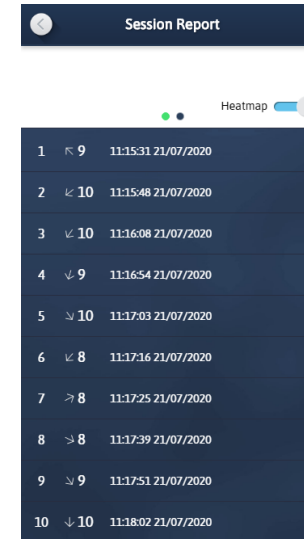 Session Report
Heatmap
1 ↖ 9 11:15:31 21/07/2020
2 ↙ 10 11:15:48 21/07/2020
3 ↙ 10 11:16:08 21/07/2020
4 ↓ 9 11:16:54 21/07/2020
5 ↘ 10 11:17:03 21/07/2020
6 ↙ 8 11:17:16 21/07/2020
7 ↗ 8 11:17:25 21/07/2020
8 ↘ 8 11:17:39 21/07/2020
9 ↘ 9 11:17:51 21/07/2020
10 ↓ 10 11:18:02 21/07/2020